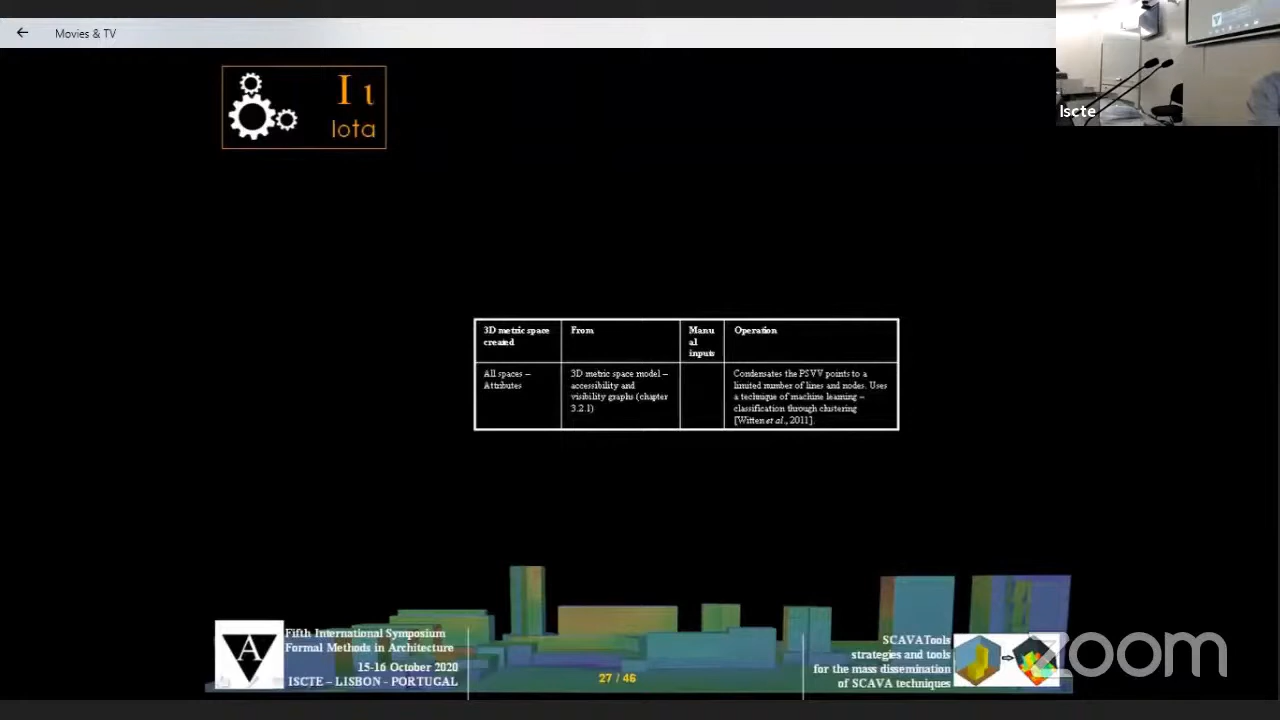 Movies & TV
Iscte
I ι
Iota
3D metric space
created
From
Manu
al
inputs
Operation
All spaces –
Attributes
3D metric space model –
accessibility and
visibility graphs (chapter
3.2.1)
Condensates the PSVV points to a
limited number of lines and nodes. Uses
a technique of machine learning –
classification through clustering
[Witten et al., 2011].
A
Fifth International Symposium
Formal Methods in Architecture
15-16 October 2020
ISCTE – LISBON - PORTUGAL
27 / 46
SCAVATools
strategies and tools
for the mass dissemination
of SCAVA techniques
zoom